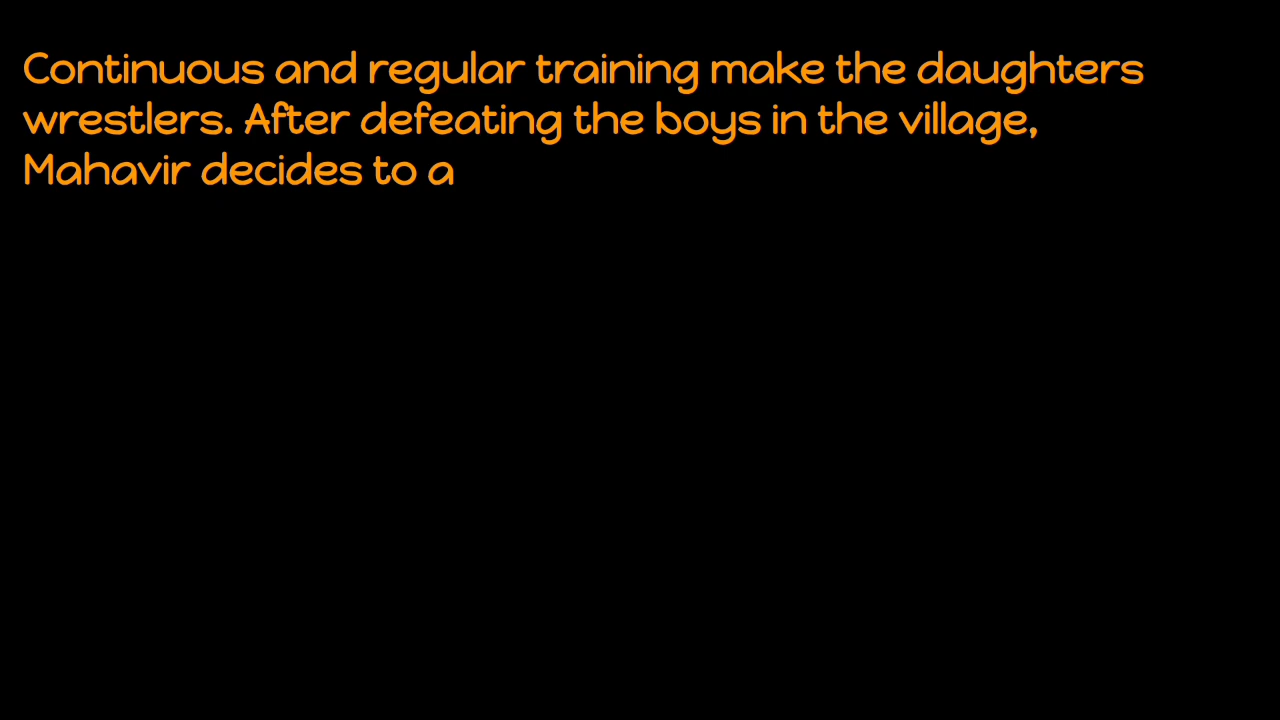 Continuous and regular training make the daughters
wrestlers. After defeating the boys in the village,
Mahavir decides to a